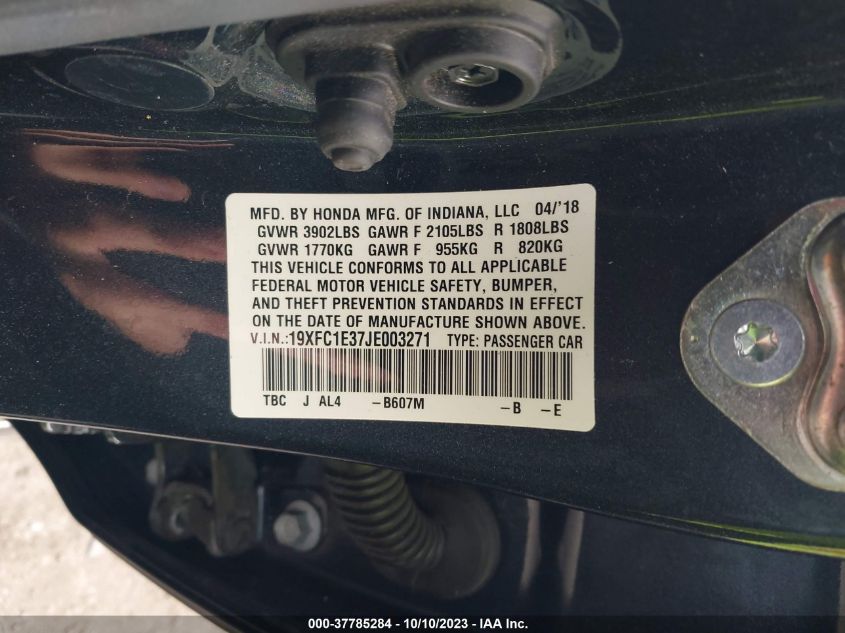 MFD. BY HONDA MFG. OF INDIANA, LLC 04/'18
GVWR 3902LBS GAWR F 2105LBS R 1808LBS
GVWR 1770KG GAWR F 955KG R 820KG
THIS VEHICLE CONFORMS TO ALL APPLICABLE
FEDERAL MOTOR VEHICLE SAFETY, BUMPER,
AND THEFT PREVENTION STANDARDS IN EFFECT
ON THE DATE OF MANUFACTURE SHOWN ABOVE.
V.I.N.:19XFC1E37JE003271 TYPE: PASSENGER CAR
TBC J AL4 -B607M -B -E
000-37785284 - 10/10/2023 - IAA Inc.